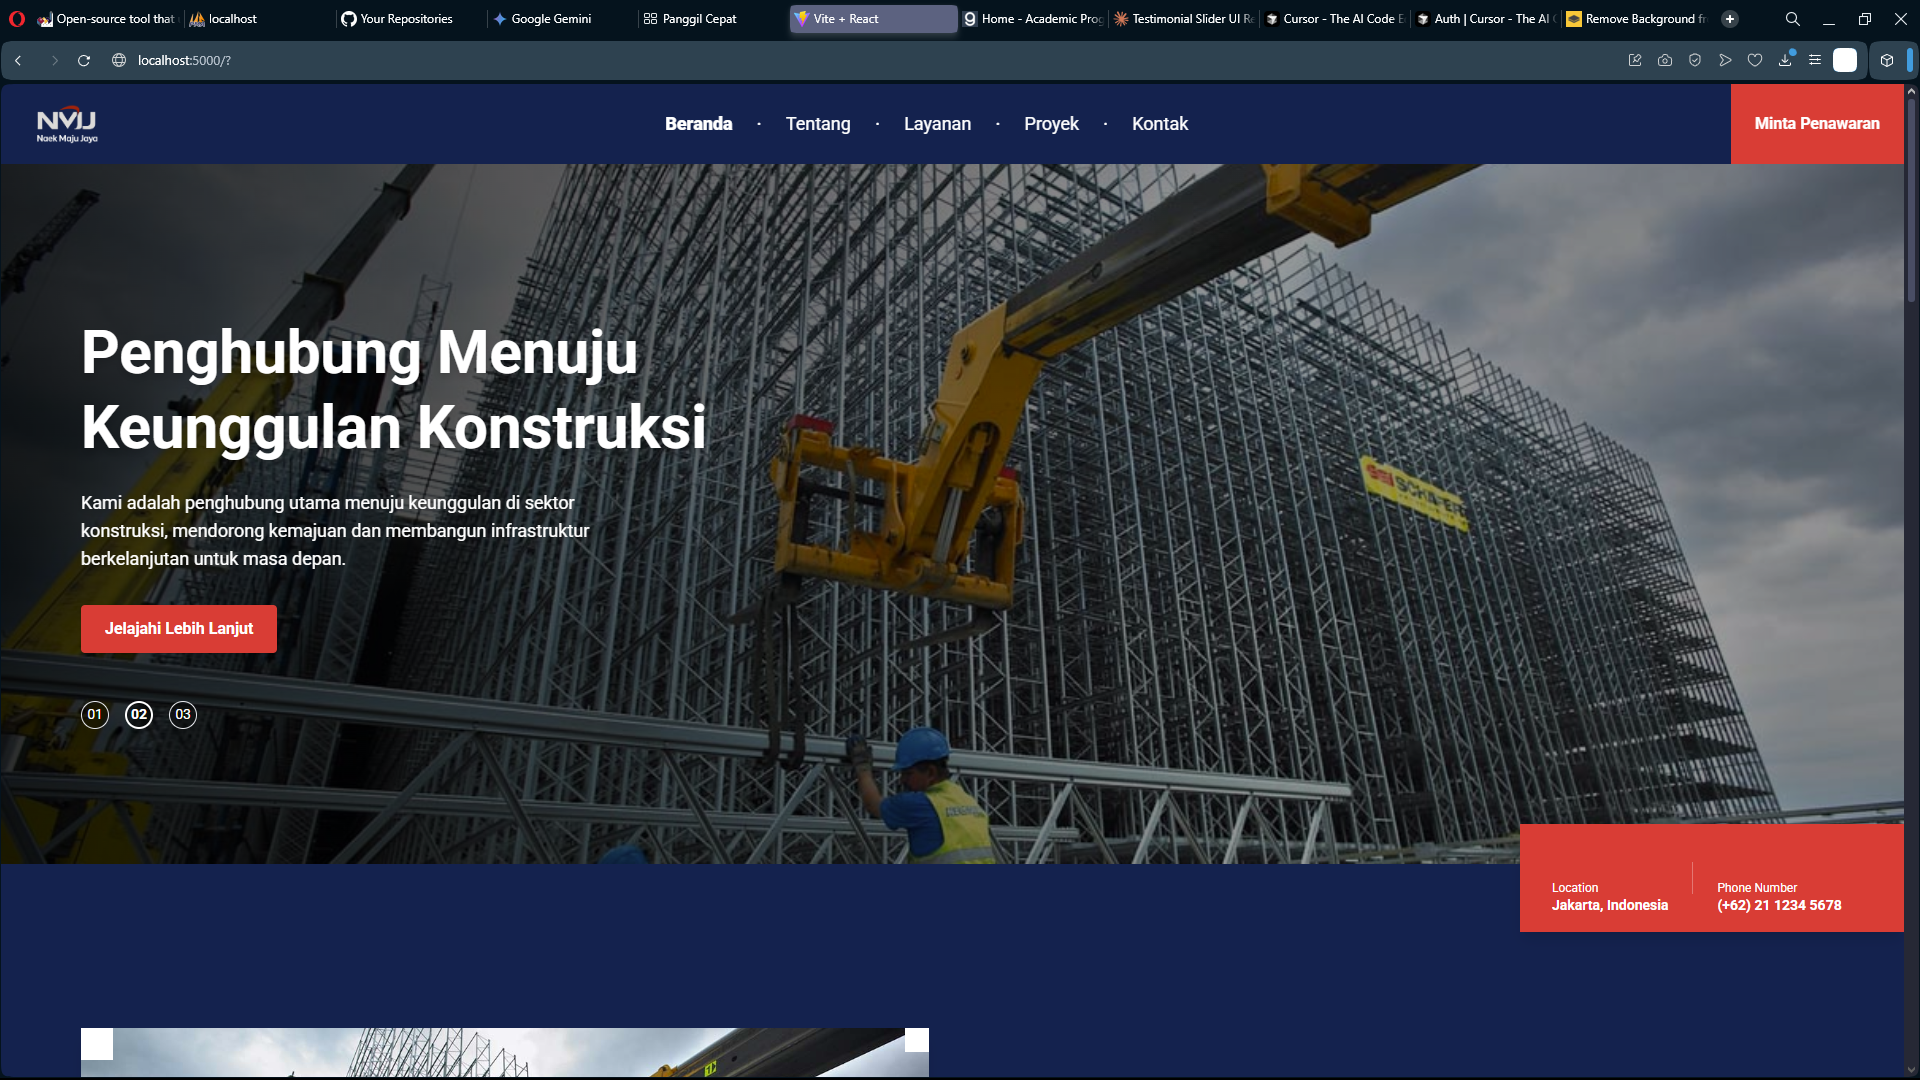 Open-source tool that
localhost
Your Repositories
Google Gemini
Panggil Cepat
Vite + React
Home - Academic Prog
Testimonial Slider UI Re
Cursor - The AI Code E
Auth | Cursor - The AI C
Remove Background fr
localhost:5000/?
NMJ
Naek Maju Jaya
Beranda · Tentang · Layanan · Proyek · Kontak
Minta Penawaran
Penghubung Menuju
Keunggulan Konstruksi
Kami adalah penghubung utama menuju keunggulan di sektor
konstruksi, mendorong kemajuan dan membangun infrastruktur
berkelanjutan untuk masa depan.
Jelajahi Lebih Lanjut
01 02 03
SSI SCHÄFER
Location
Jakarta, Indonesia
Phone Number
(+62) 21 1234 5678